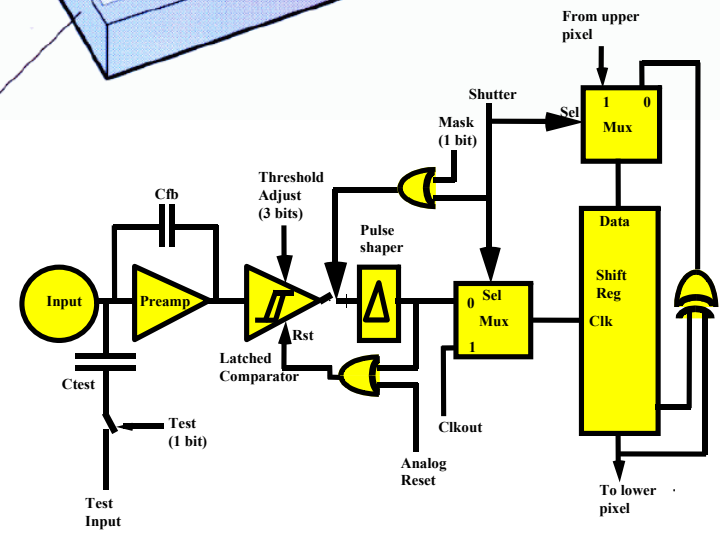 From upper
pixel
Shutter
Sel
1 0
Mux
Mask
(1 bit)
Threshold
Adjust
(3 bits)
Cfb
Pulse
shaper
Data
Input
Preamp
Shift
Reg
0 Sel
Mux
1
Clk
Rst
Latched
Comparator
Ctest
Test
(1 bit)
Clkout
Analog
Reset
To lower
pixel
Test
Input